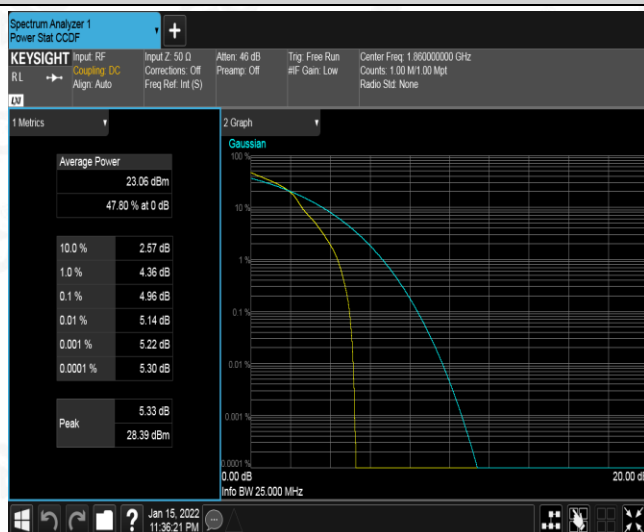 Spectrum Analyzer 1
Power Stat CCDF
+
KEYSIGHT
RL
LXI
Input: RF
Coupling: DC
Align: Auto
Input Z: 50 Ω
Corrections: Off
Freq Ref: Int (S)
Atten: 46 dB
Preamp: Off
Trig: Free Run
#IF Gain: Low
Center Freq: 1.860000000 GHz
Counts: 1.00 M/1.00 Mpt
Radio Std: None
1 Metrics
Average Power
23.06 dBm
47.80 % at 0 dB
10.0 % 2.57 dB
1.0 % 4.36 dB
0.1 % 4.96 dB
0.01 % 5.14 dB
0.001 % 5.22 dB
0.0001 % 5.30 dB
Peak
5.33 dB
28.39 dBm
2 Graph
Gaussian
100 %
10 %
1 %
0.1 %
0.01 %
0.001 %
0.0001 %
0.00 dB
20.00 dB
Info BW 25.000 MHz
?
Jan 15, 2022
11:36:21 PM